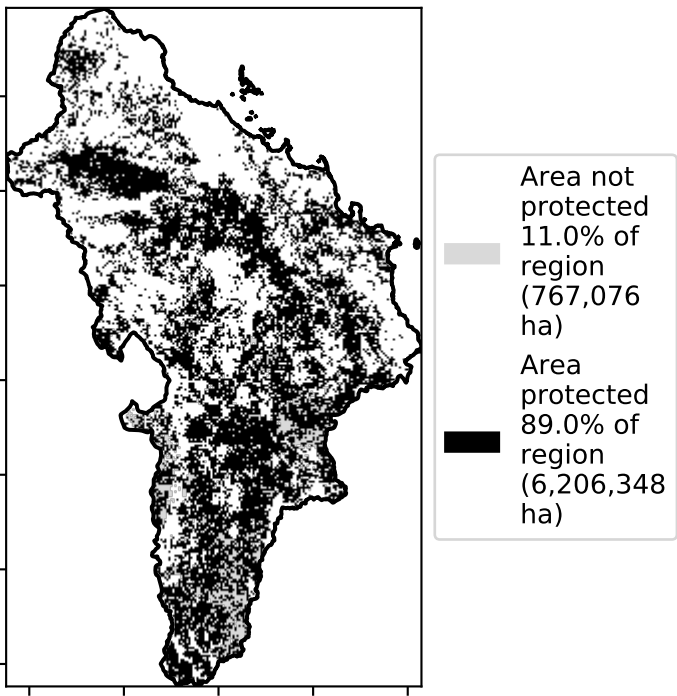 Area not
protected
11.0% of
region
(767,076
ha)
Area
protected
89.0% of
region
(6,206,348
ha)